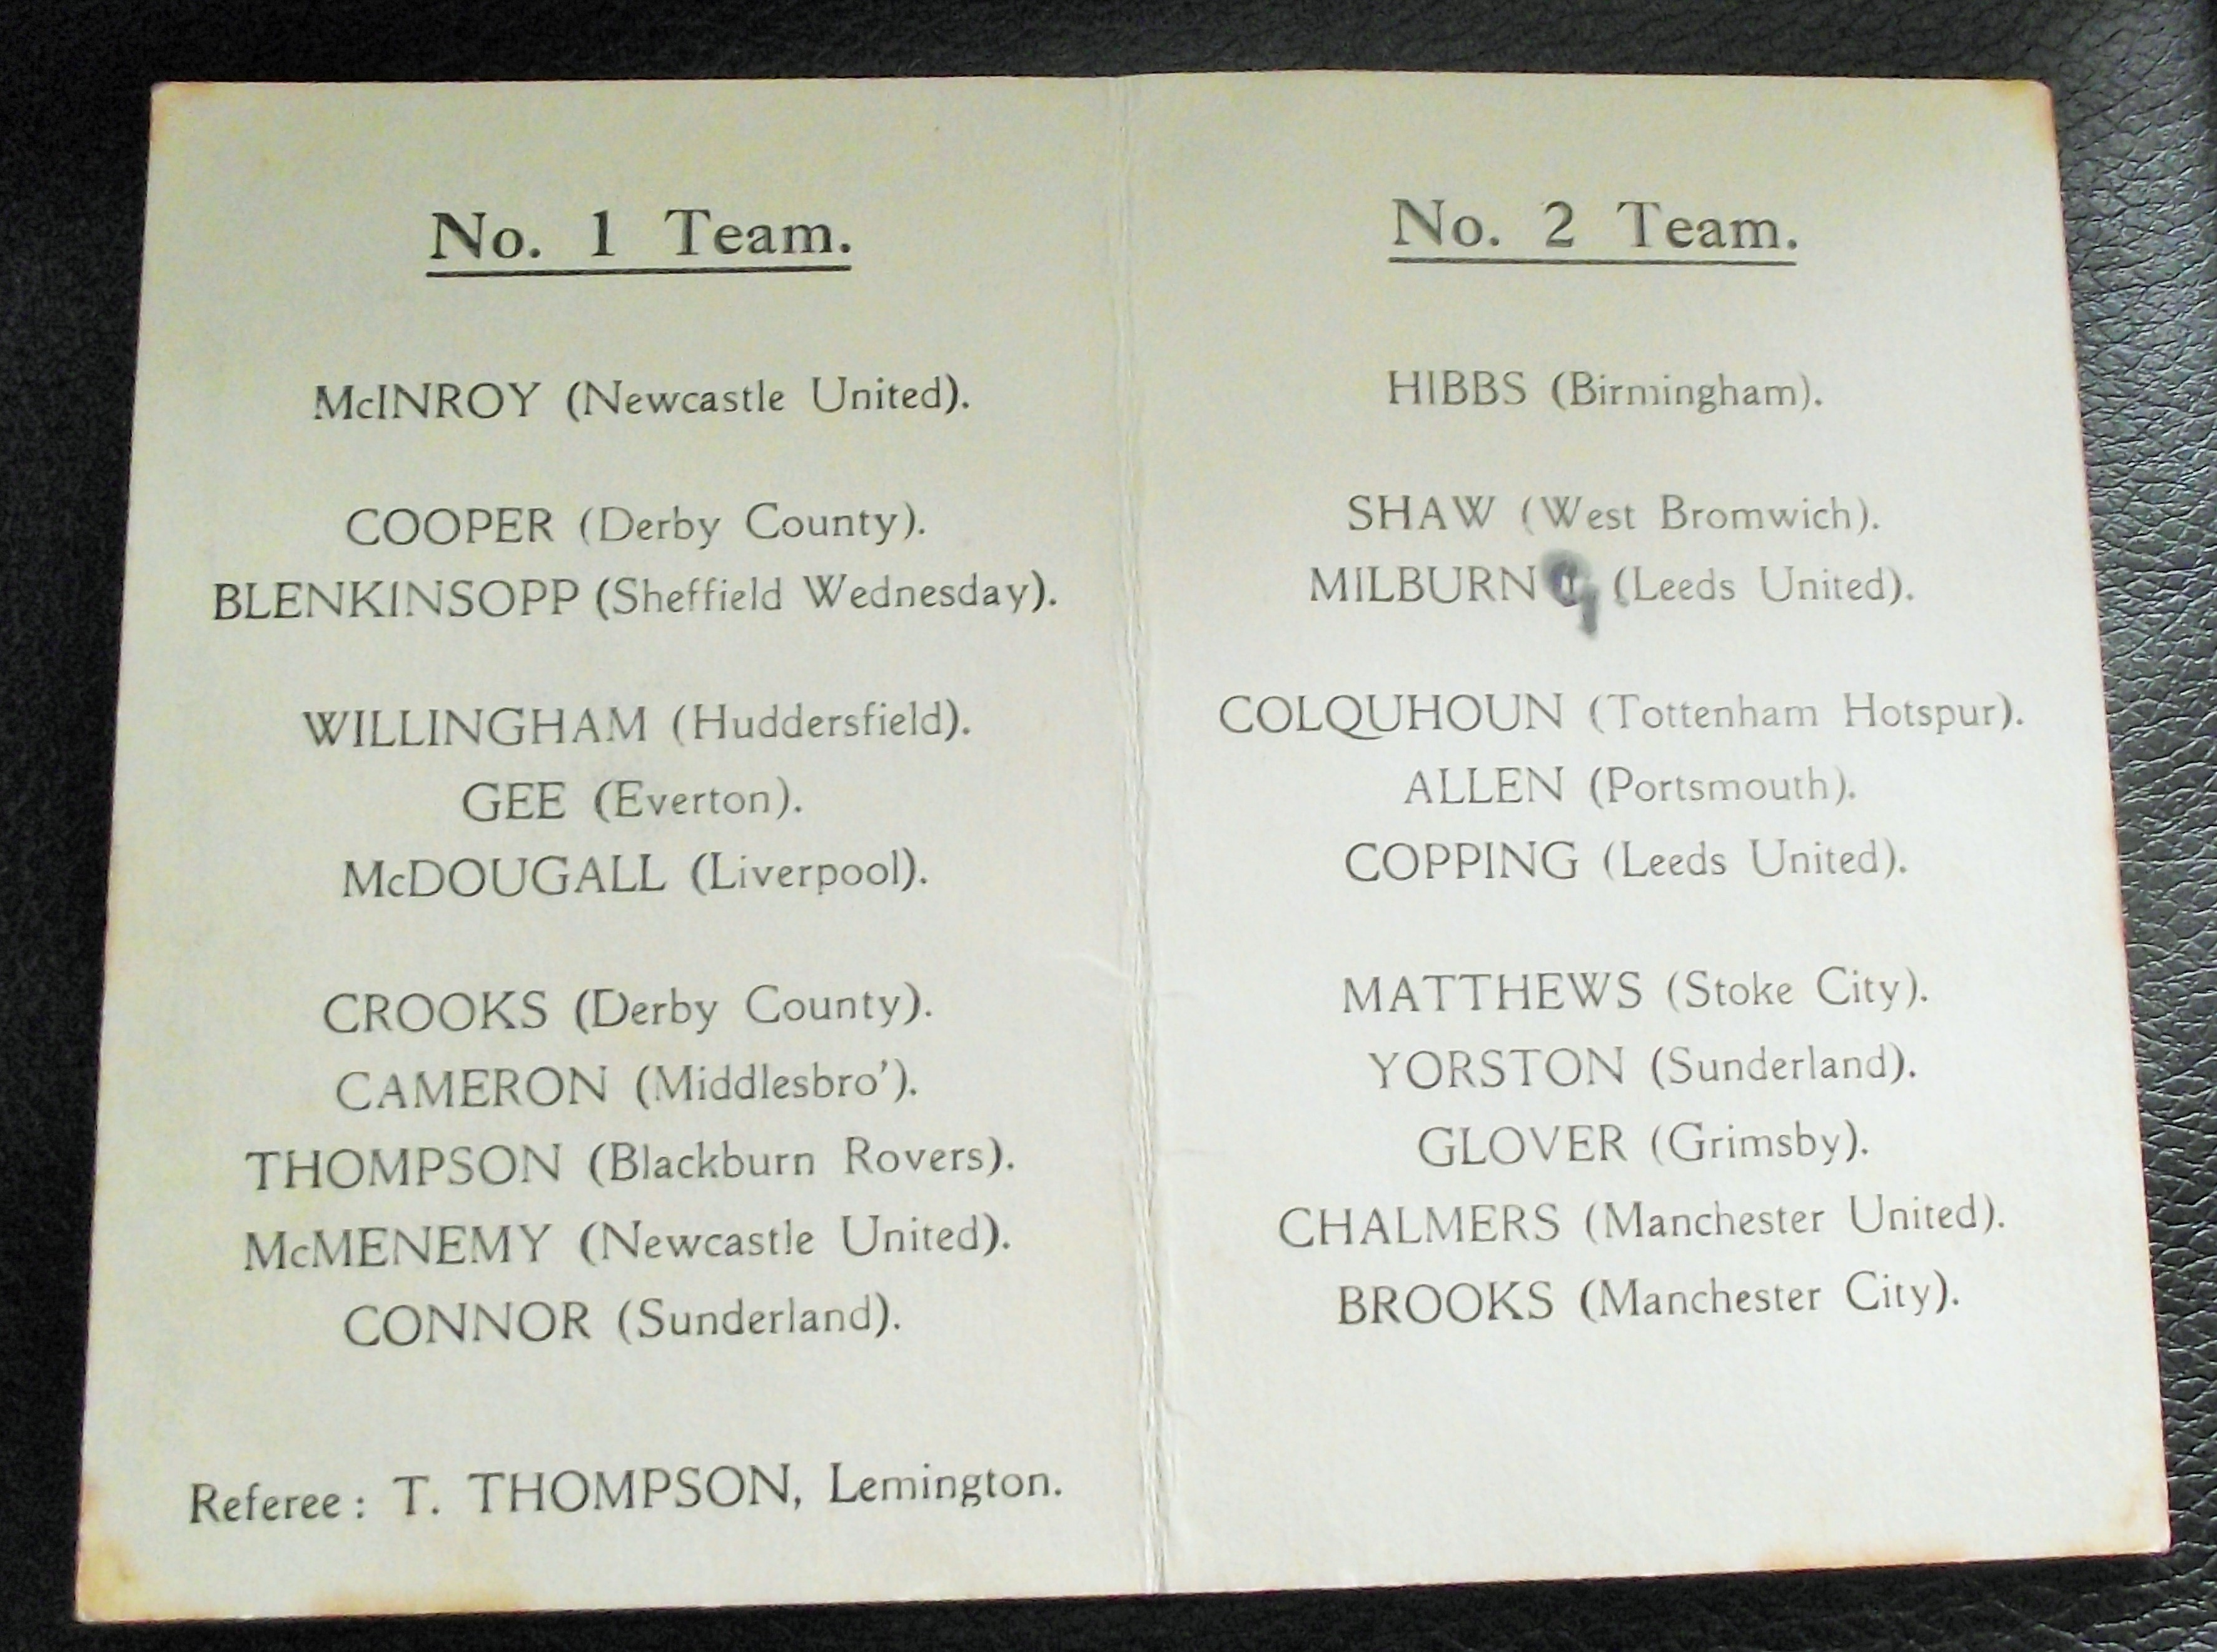 No. 1 Team.
McINROY (Newcastle United).
COOPER (Derby County).
BLENKINSOPP (Sheffield Wednesday).
WILLINGHAM (Huddersfield).
GEE (Everton).
McDOUGALL (Liverpool).
CROOKS (Derby County).
CAMERON (Middlesbro').
THOMPSON (Blackburn Rovers).
McMENEMY (Newcastle United).
CONNOR (Sunderland).
Referee : T. THOMPSON, Lemington.
No. 2 Team.
HIBBS (Birmingham).
SHAW (West Bromwich).
MILBURN (Leeds United).
COLQUHOUN (Tottenham Hotspur).
ALLEN (Portsmouth).
COPPING (Leeds United).
MATTHEWS (Stoke City).
YORSTON (Sunderland).
GLOVER (Grimsby).
CHALMERS (Manchester United).
BROOKS (Manchester City).